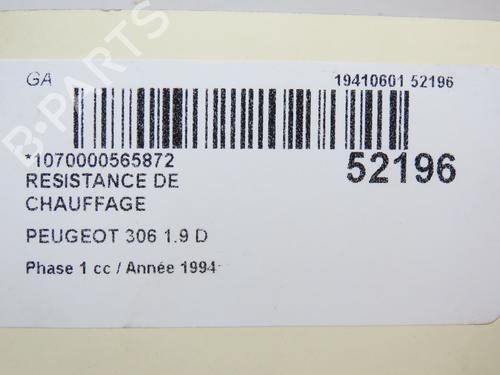 GA
19410601 52196
*1070000565872
52196
RESISTANCE DE
CHAUFFAGE
PEUGEOT 306 1.9 D
Phase 1 cc / Année 1994
B-PARTS